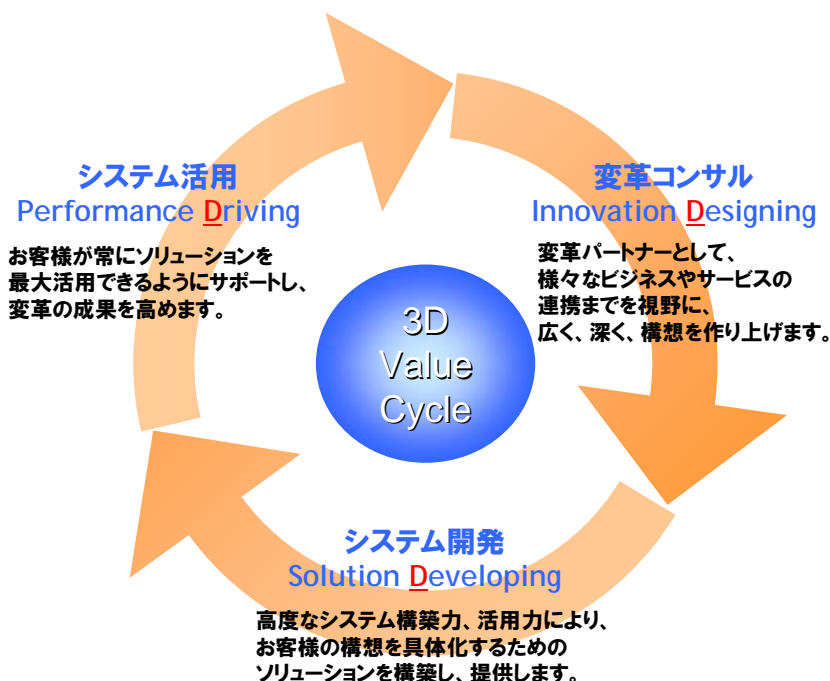 システム活用
Performance Driving
お客様が常にソリューションを
最大活用できるようにサポートし、
変革の成果を高めます。
変革コンサル
Innovation Designing
変革パートナーとして、
様々なビジネスやサービスの
連携までを視野に、
広く、深く、構想を作り上げます。
3D
Value
Cycle
システム開発
Solution Developing
高度なシステム構築力、活用力により、
お客様の構想を具体化するための
ソリューションを構築し、提供します。